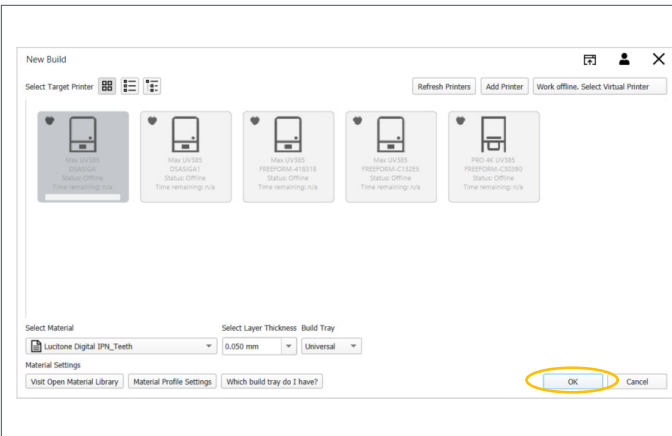 New Build
Select Target Printer
Refresh Printers
Add Printer
Work offline. Select Virtual Printer
Max UV385
DSASIGA
Status: Offline
Time remaining: n/a
Max UV385
DSASIGA1
Status: Offline
Time remaining: n/a
Max UV385
FREEFORM-418318
Status: Offline
Time remaining: n/a
Max UV385
FREEFORM-C132E5
Status: Offline
Time remaining: n/a
PRO 4K UV385
FREEFORM-C50390
Status: Offline
Time remaining: n/a
Select Material
Select Layer Thickness
Build Tray
Lucitone Digital IPN_Teeth
0.050 mm
Universal
Material Settings
Visit Open Material Library
Material Profile Settings
Which build tray do I have?
OK
Cancel